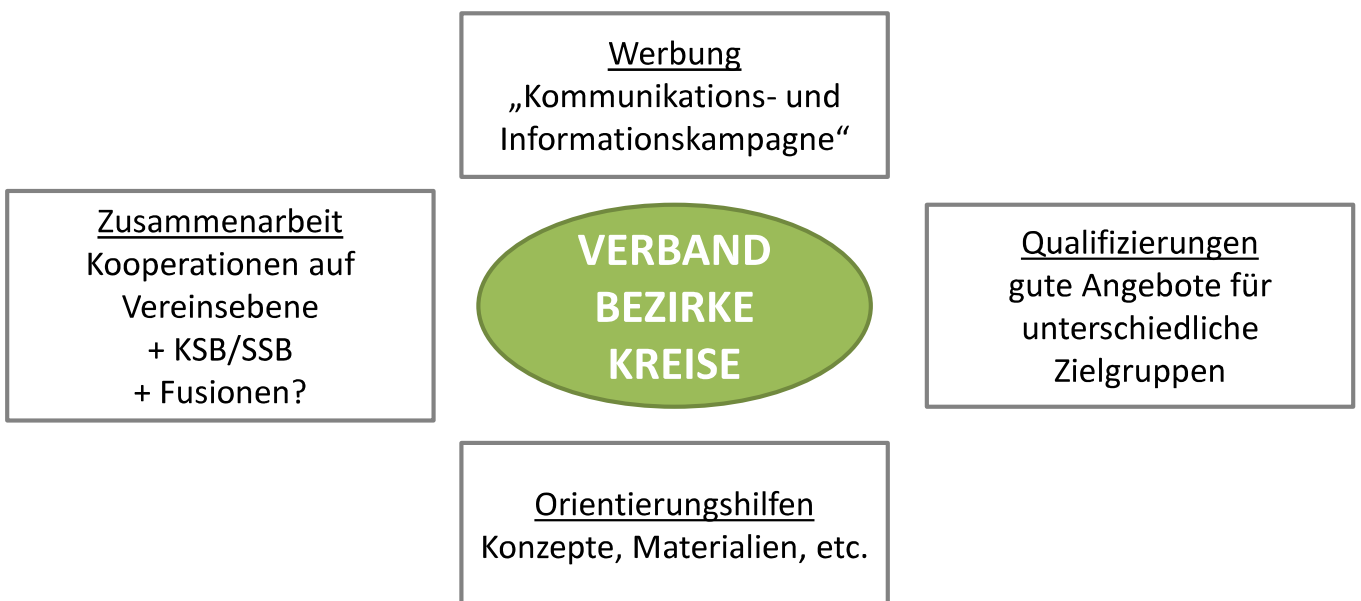 Werbung
„Kommunikations- und
Informationskampagne“
Zusammenarbeit
Kooperationen auf
Vereinsebene
+ KSB/SSB
+ Fusionen?
VERBAND
BEZIRKE
KREISE
Qualifizierungen
gute Angebote für
unterschiedliche
Zielgruppen
Orientierungshilfen
Konzepte, Materialien, etc.